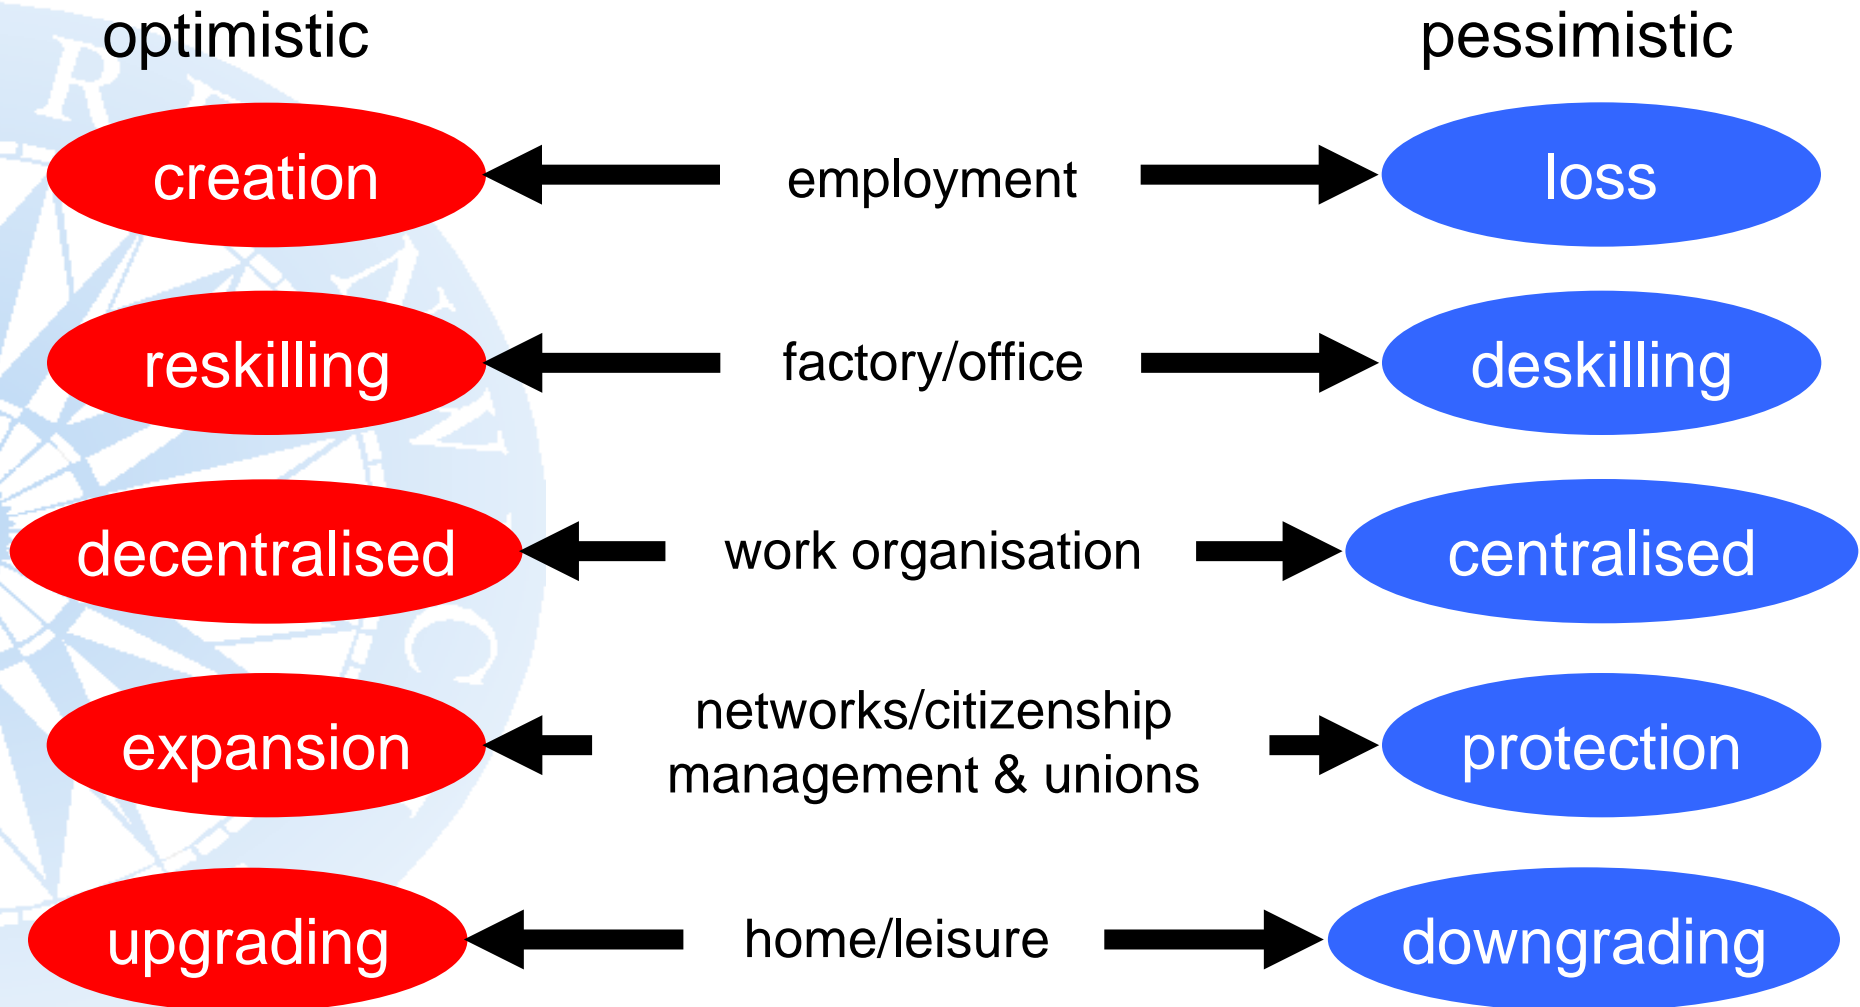 optimistic pessimistic
creation employment loss
reskilling factory/office deskilling
decentralised work organisation centralised
expansion networks/citizenship protection
management & unions
upgrading home/leisure downgrading